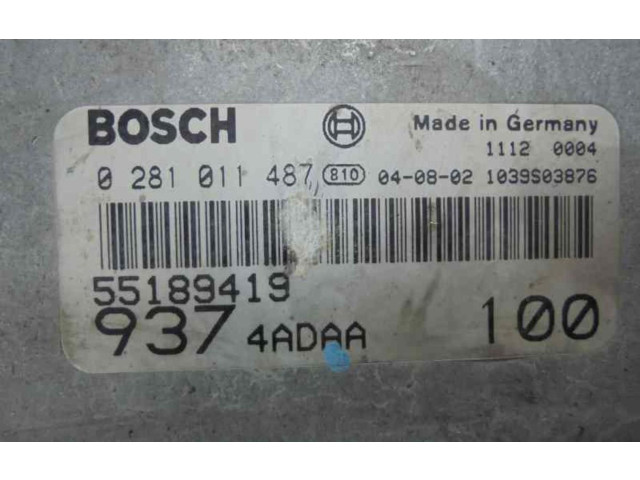 BOSCH Made in Germany
1112 0004
0 281 011 487 810 04-08-02 1039S03876
55189419
937 4ADAA 100